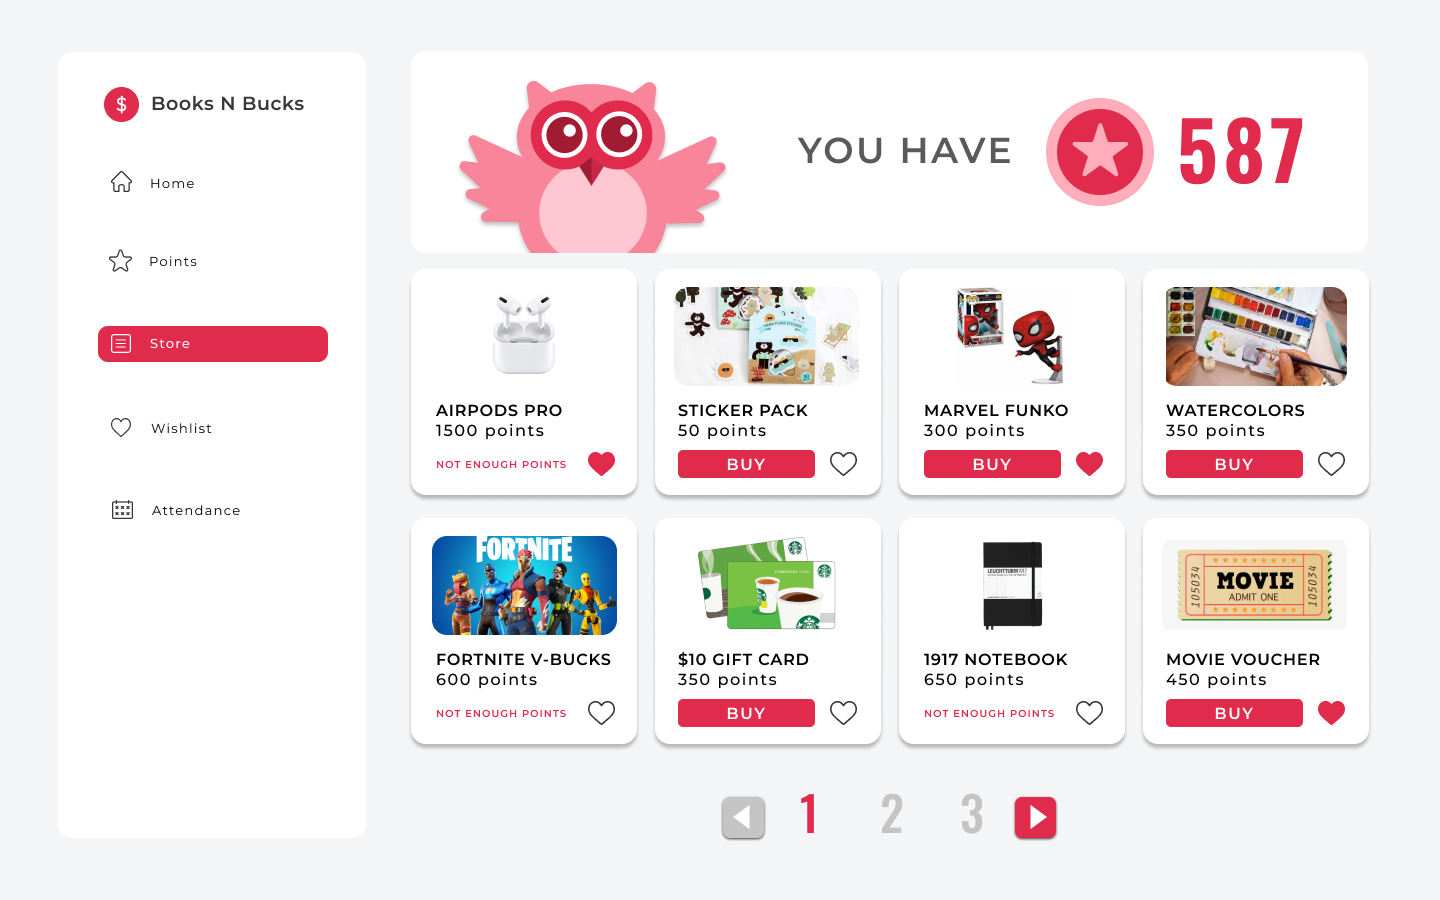 $ Books N Bucks
Home
Points
Store
Wishlist
Attendance
YOU HAVE 587
AIRPODS PRO
1500 points
NOT ENOUGH POINTS
STICKER PACK
50 points
BUY
MARVEL FUNKO
300 points
BUY
WATERCOLORS
350 points
BUY
FORTNITE
FORTNITE V-BUCKS
600 points
NOT ENOUGH POINTS
$10 GIFT CARD
350 points
BUY
LEUCHTTURM1917
1917 NOTEBOOK
650 points
NOT ENOUGH POINTS
105034
MOVIE
ADMIT ONE
105034
MOVIE VOUCHER
450 points
BUY
1 2 3